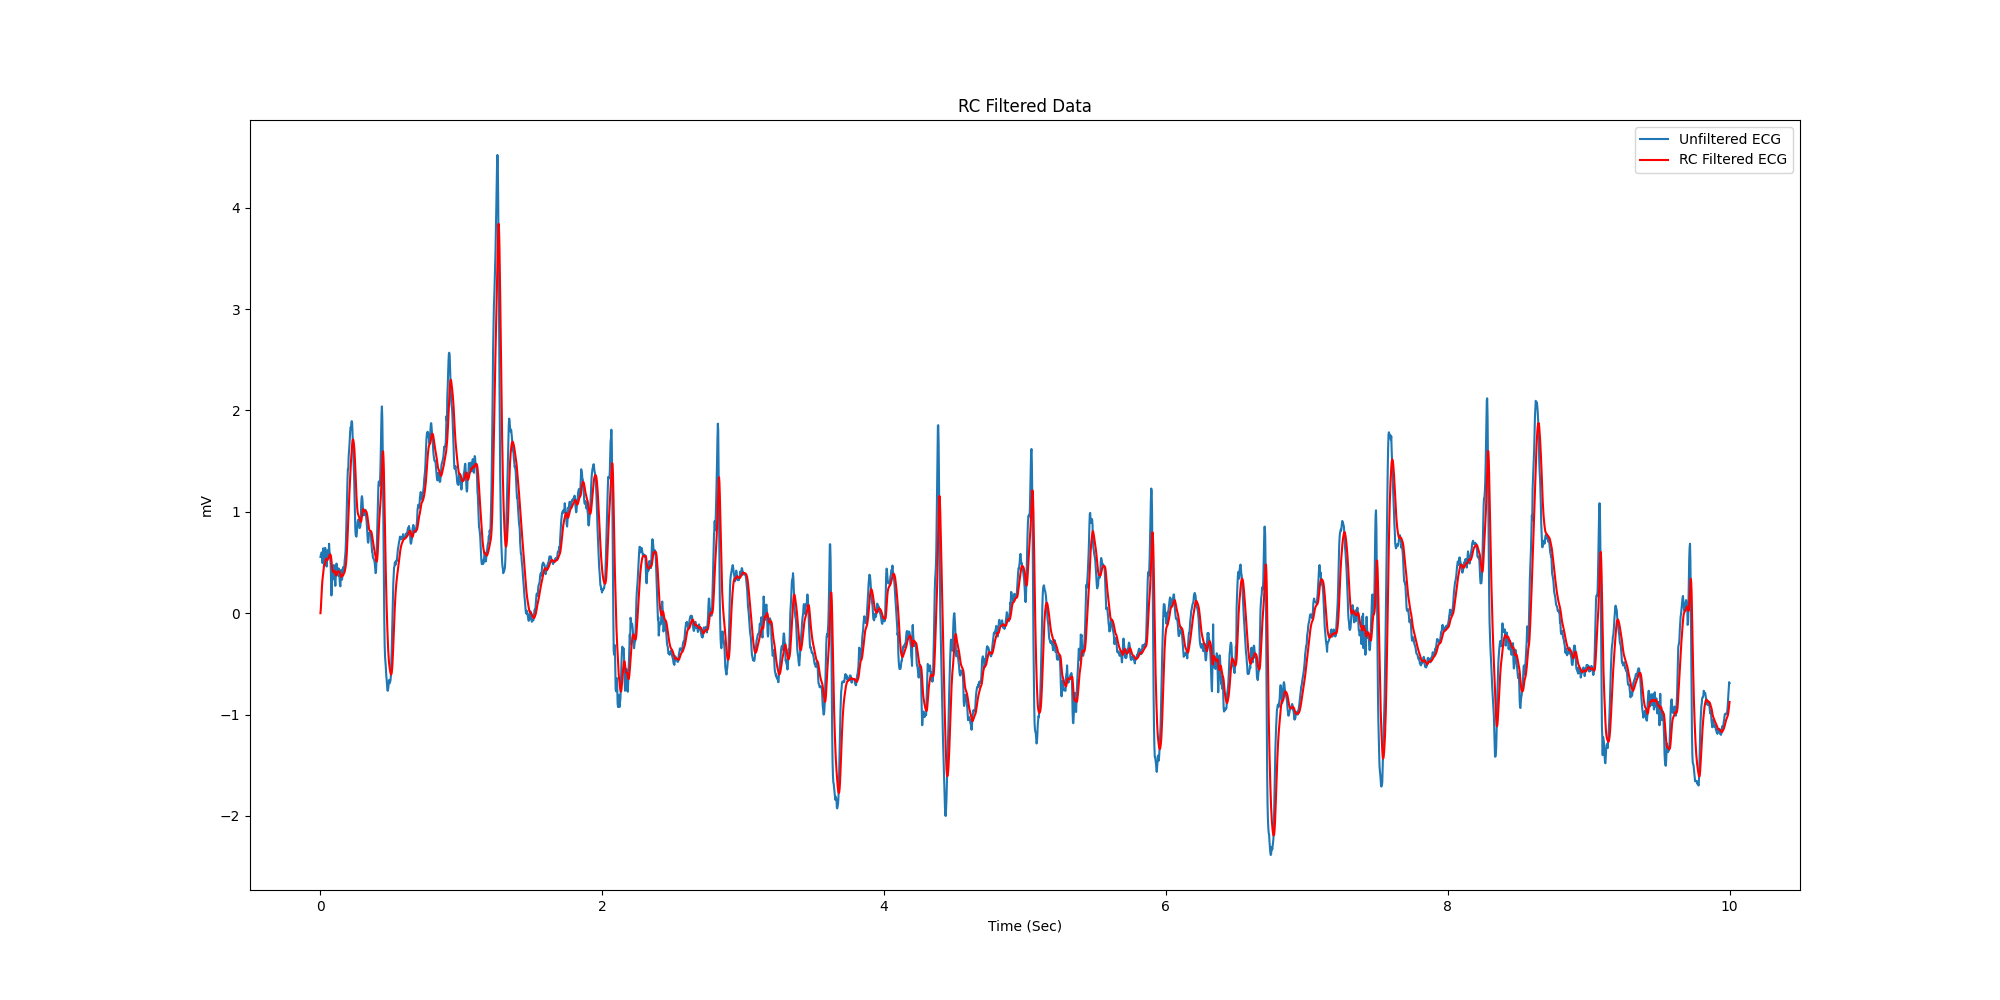 RC Filtered Data
Unfiltered ECG
RC Filtered ECG
mV
4
3
2
1
0
−1
−2
0 2 4 6 8 10
Time (Sec)